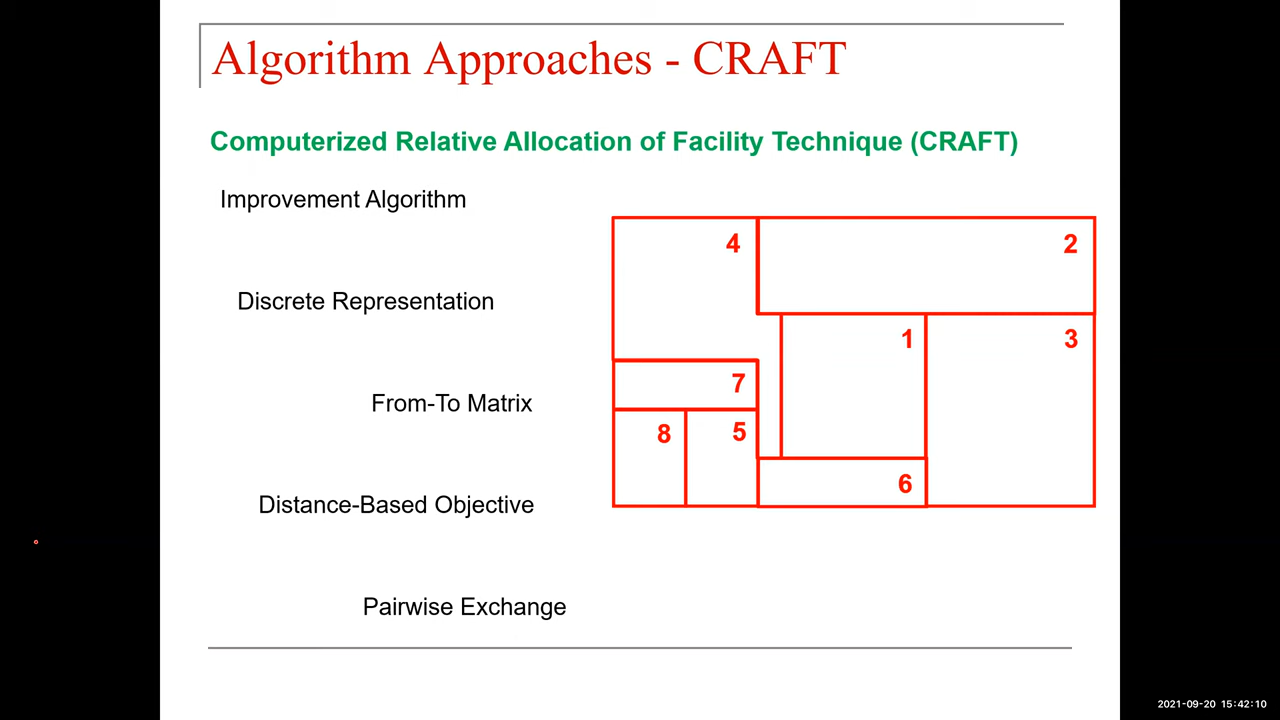 Algorithm Approaches - CRAFT
Computerized Relative Allocation of Facility Technique (CRAFT)
Improvement Algorithm
Discrete Representation
From-To Matrix
Distance-Based Objective
Pairwise Exchange
4
2
1
3
7
8
5
6
2021-09-20 15:42:10